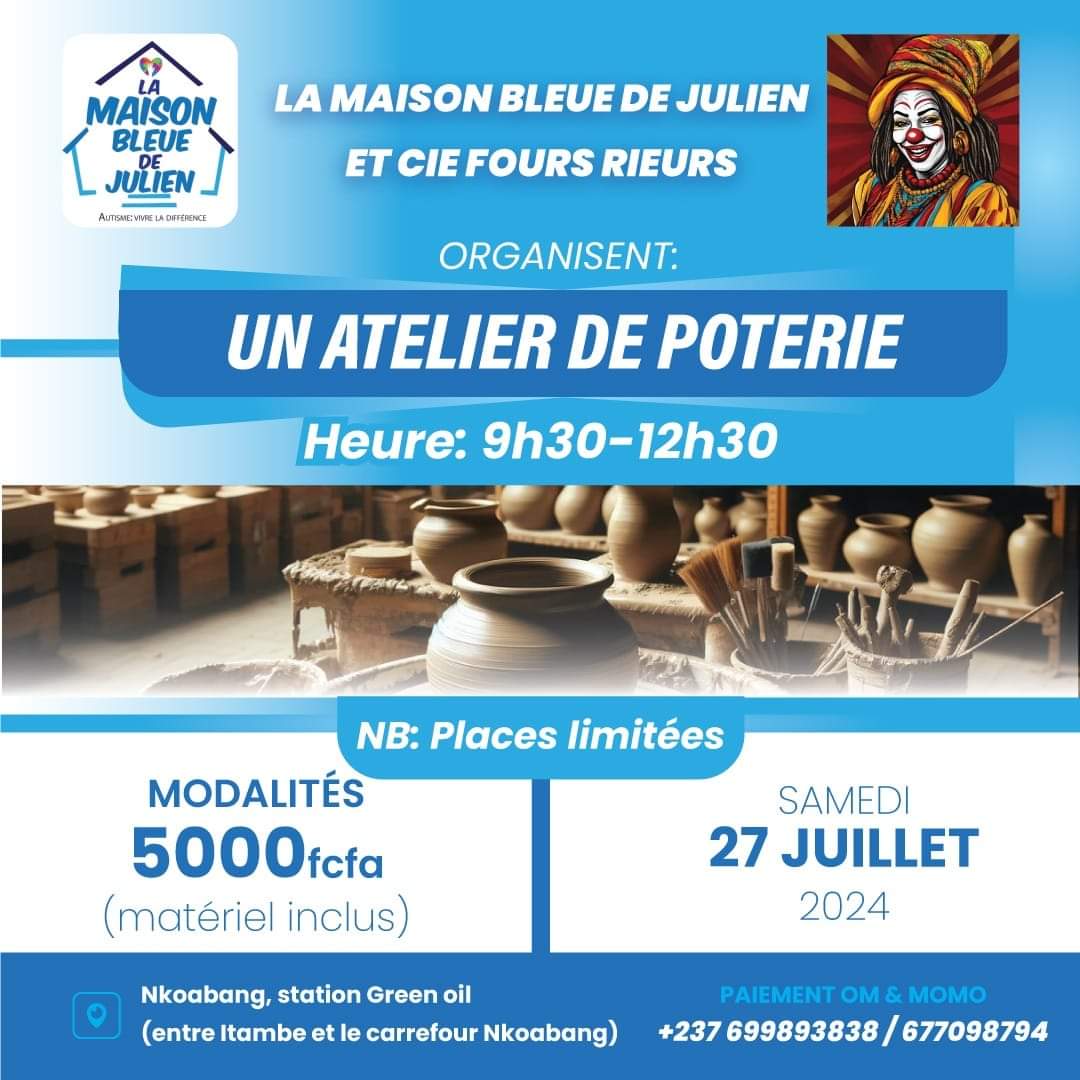 LA
MAISON
BLEUE
DE
JULIEN
AUTISME: VIVRE LA DIFFÉRENCE
LA MAISON BLEUE DE JULIEN
ET CIE FOURS RIEURS
ORGANISENT:
UN ATELIER DE POTERIE
Heure: 9h30-12h30
NB: Places limitées
MODALITÉS
5000fcfa
(matériel inclus)
SAMEDI
27 JUILLET
2024
Nkoabang, station Green oil
(entre Itambe et le carrefour Nkoabang)
PAIEMENT OM & MOMO
+237 699893838 / 677098794